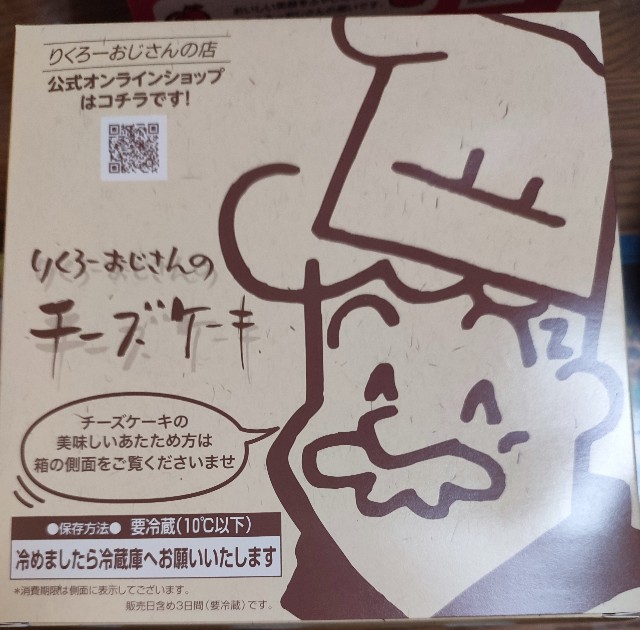 りくろーおじさんの店
公式オンラインショップ
はコチラです!
りくろーおじさんの
チーズケーキ
チーズケーキの
美味しいあたため方は
箱の側面をご覧くださいませ
●保存方法● 要冷蔵(10℃以下)
冷めましたら冷蔵庫へお願いいたします
*消費期限は側面に表示してございます。
販売日含め3日間(要冷蔵)です。